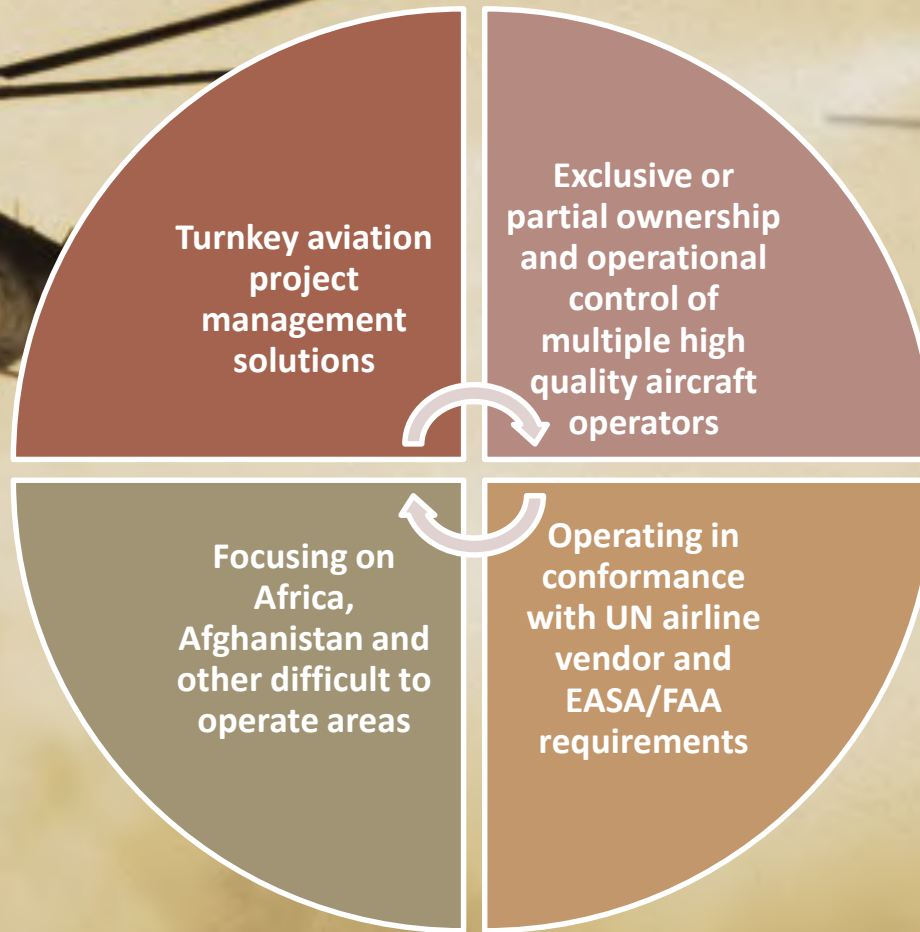 Turnkey aviation
project
management
solutions
Exclusive or
partial ownership
and operational
control of
multiple high
quality aircraft
operators
Focusing on
Africa,
Afghanistan and
other difficult to
operate areas
Operating in
conformance
with UN airline
vendor and
EASA/FAA
requirements